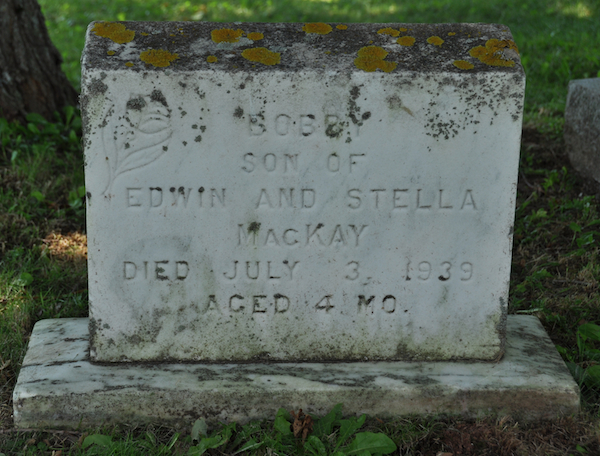 BOBBY
SON OF
EDWIN AND STELLA
MACKAY
DIED JULY 3, 1939
AGED 4 MO.